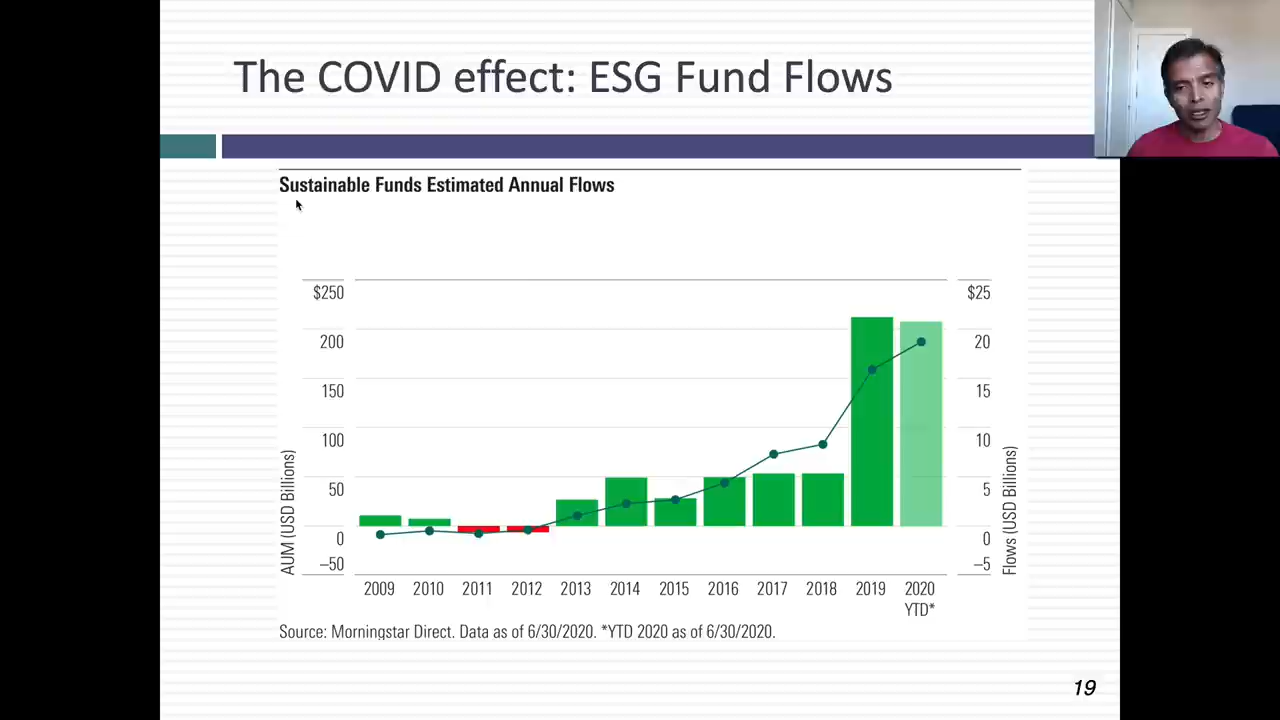 The COVID effect: ESG Fund Flows
Sustainable Funds Estimated Annual Flows
$250
$25
200
20
150
15
100
10
50
5
0
0
–50
–5
AUM (USD Billions)
Flows (USD Billions)
2009 2010 2011 2012 2013 2014 2015 2016 2017 2018 2019 2020
YTD*
Source: Morningstar Direct. Data as of 6/30/2020. *YTD 2020 as of 6/30/2020.
19